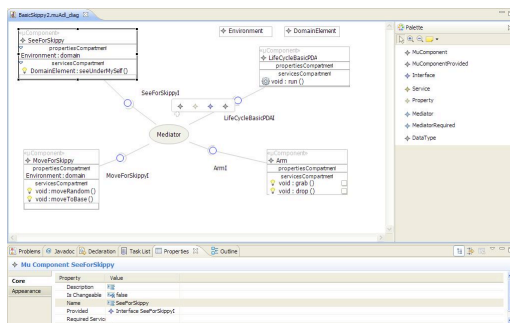 BasicSkippy2.muAdl_diag
«uComponent»
SeeForSkippy
propertiesCompartment
Environment : domain
servicesCompartment
DomainElement : seeUnderMySelf ()
Environment
DomainElement
«uComponent»
LifeCycleBasicPDA
propertiesCompartment
servicesCompartment
void : run ()
SeeForSkippyI
LifeCycleBasicPDAI
Mediator
«uComponent»
MoveForSkippy
propertiesCompartment
Environment : domain
servicesCompartment
void : moveRandom ()
void : moveToBase ()
MoveForSkippyI
ArmI
«uComponent»
Arm
propertiesCompartment
servicesCompartment
void : grab ()
void : drop ()
Palette
MuComponent
MuComponentProvided
Interface
Service
Property
Mediator
MediatorRequired
DataType
Problems @ Javadoc Declaration Task List Properties Outline
Mu Component SeeForSkippy
Core
Appearance
Property Value
Description
Is Changeable false
Name SeeForSkippy
Provided Interface SeeForSkippyI
Required Servici